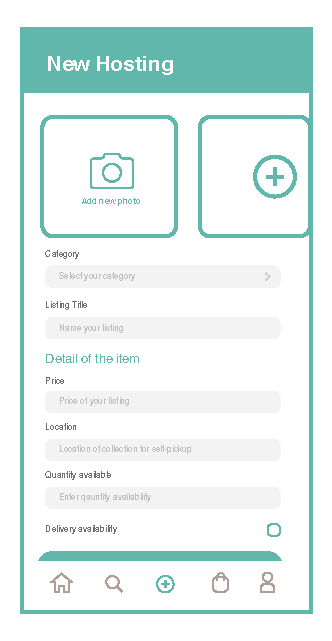 New Hosting
Add new photo
Category
Select your category
Listing Title
Name your listing
Detail of the item
Price
Price of your listing
Location
Location of collection for self-pickup
Quantity available
Enter qauntity availability
Delivery availability